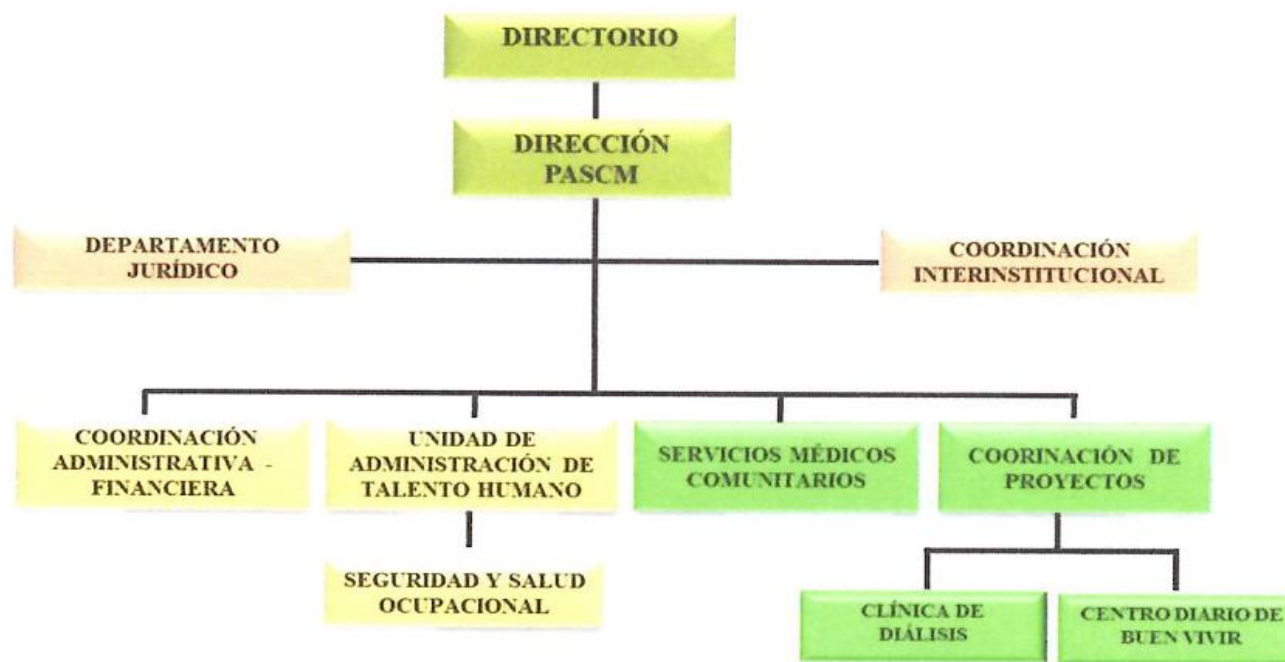 DIRECTORIO
DIRECCIÓN
PASCM
DEPARTAMENTO
JURÍDICO
COORDINACIÓN
INTERINSTITUCIONAL
COORDINACIÓN
ADMINISTRATIVA -
FINANCIERA
UNIDAD DE
ADMINISTRACIÓN DE
TALENTO HUMANO
SERVICIOS MÉDICOS
COMUNITARIOS
COORINACIÓN DE
PROYECTOS
SEGURIDAD Y SALUD
OCUPACIONAL
CLÍNICA DE
DIÁLISIS
CENTRO DIARIO DE
BUEN VIVIR